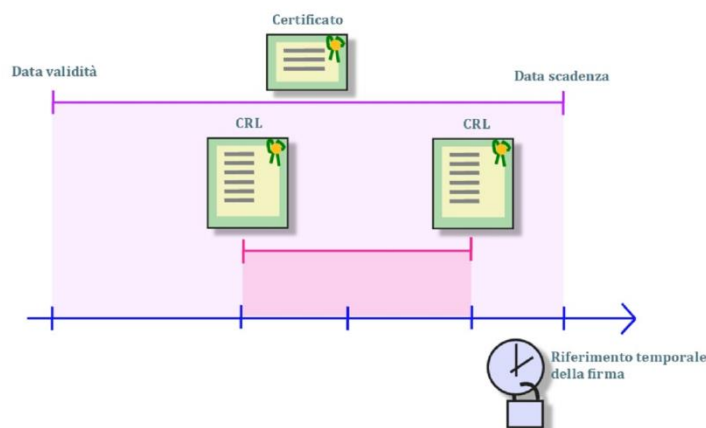 Certificato
Data validità
Data scadenza
CRL
CRL
Riferimento temporale
della firma